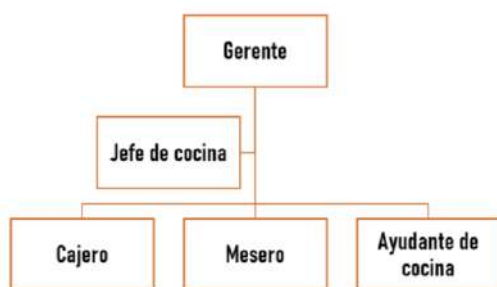 Gerente
Jefe de cocina
Cajero
Mesero
Ayudante de
cocina